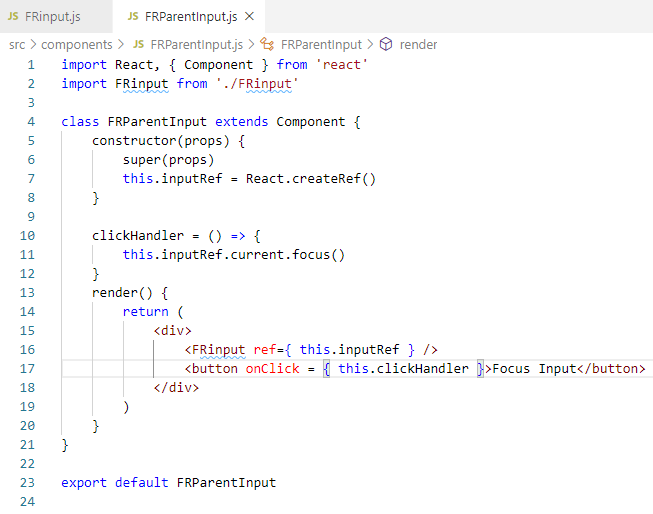 JS FRinput.js JS FRParentInput.js ×
src > components > JS FRParentInput.js > FRParentInput > render
1 import React, { Component } from 'react'
2 import FRinput from './FRinput'
3
4 class FRParentInput extends Component {
5 constructor(props) {
6 super(props)
7 this.inputRef = React.createRef()
8 }
9
10 clickHandler = () => {
11 this.inputRef.current.focus()
12 }
13 render() {
14 return (
15 <div>
16 <FRinput ref={ this.inputRef } />
17 <button onClick = { this.clickHandler }>Focus Input</button>
18 </div>
19 )
20 }
21 }
22
23 export default FRParentInput
24